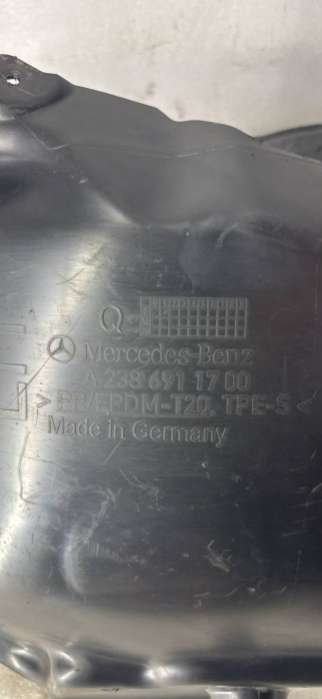 Q
Mercedes-Benz
A 238 691 17 00
>PP/EPDM-T20, TPE-S<
Made in Germany